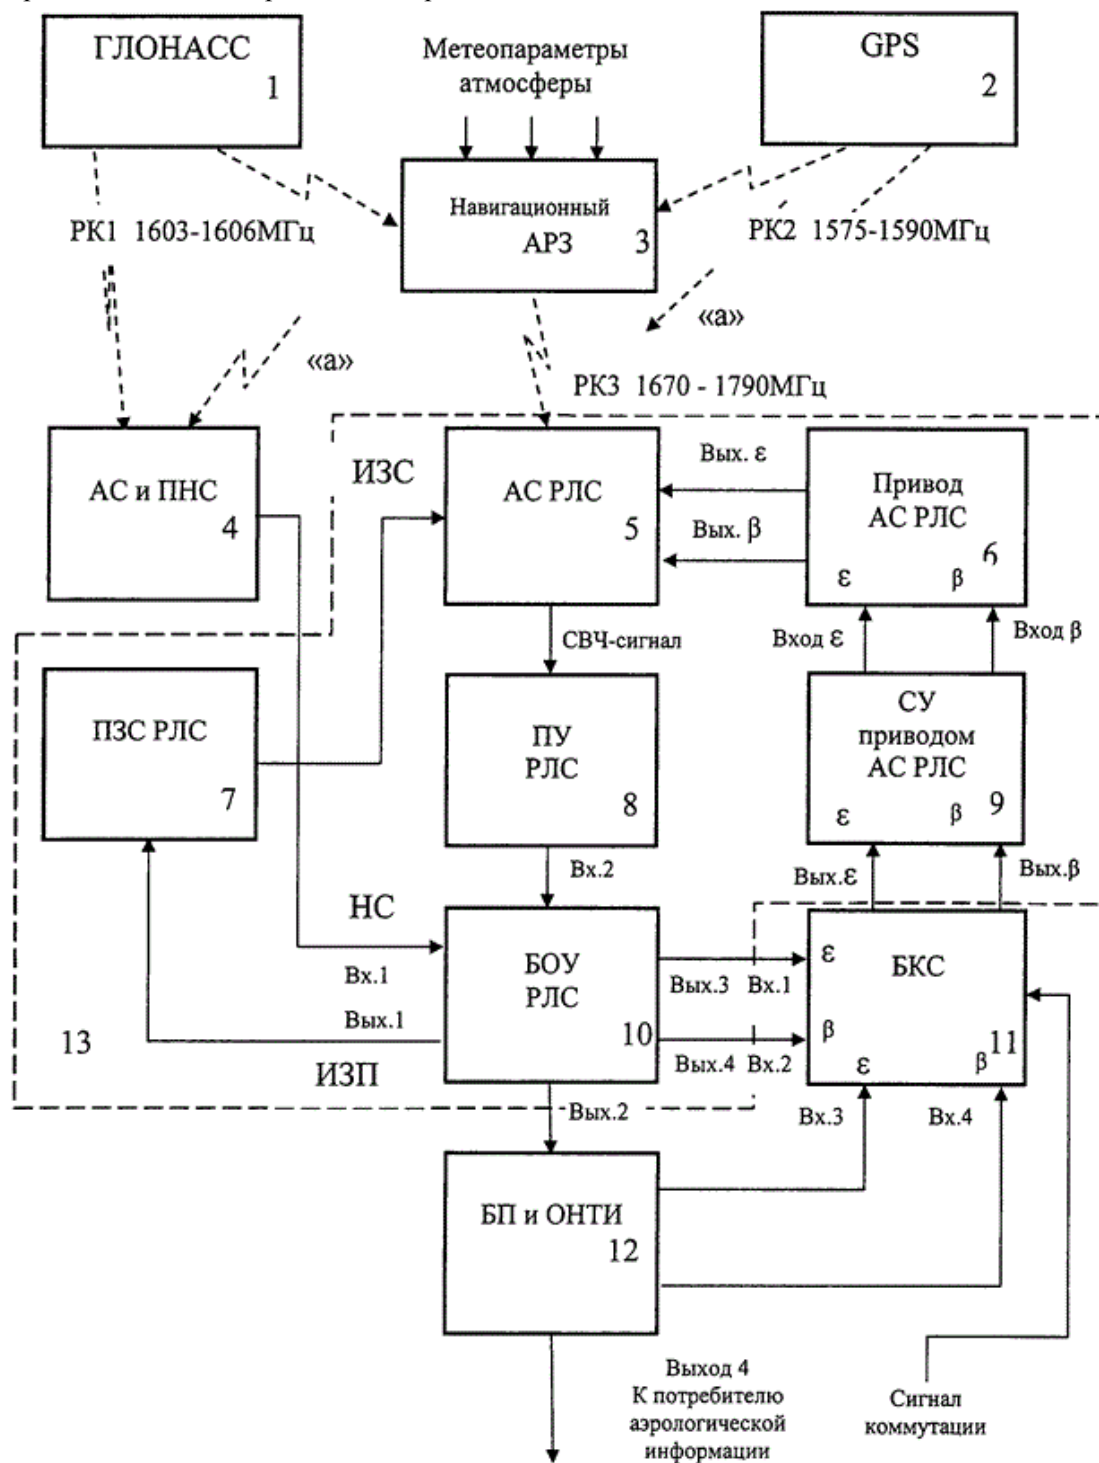 ГЛОНАСС
1
Метеопараметры
атмосферы
GPS
2
Навигационный
АРЗ
3
РК1 1603-1606МГц
РК2 1575-1590МГц
«а»
«а»
РК3 1670 - 1790МГц
АС и ПНС
4
ИЗС
АС РЛС
5
Вых. ε
Вых. β
Привод
АС РЛС
6
ε β
СВЧ-сигнал
Вход ε
Вход β
ПЗС РЛС
7
ПУ
РЛС
8
СУ
приводом
АС РЛС
9
ε β
Вх.2
Вых.ε
Вых.β
НС
Вх.1
Вых.1
БОУ
РЛС
10
Вых.3 Вх.1
Вых.4 Вх.2
ε
БКС
β
11
ε β
13
ИЗП
Вых.2
Вх.3
Вх.4
БП и ОНТИ
12
Выход 4
К потребителю
аэрологической
информации
Сигнал
коммутации